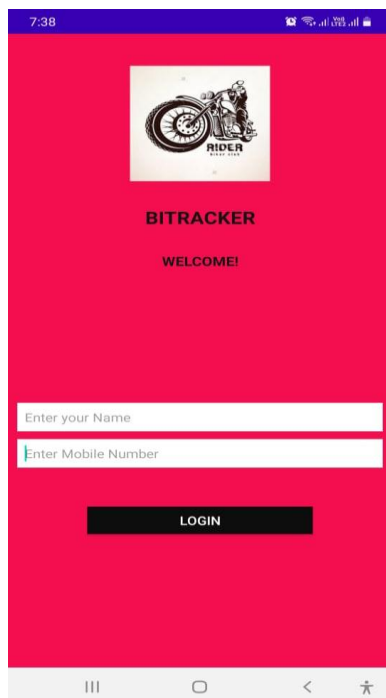 7:38
RIDER
BITRACKER
WELCOME!
Enter your Name
Enter Mobile Number
LOGIN